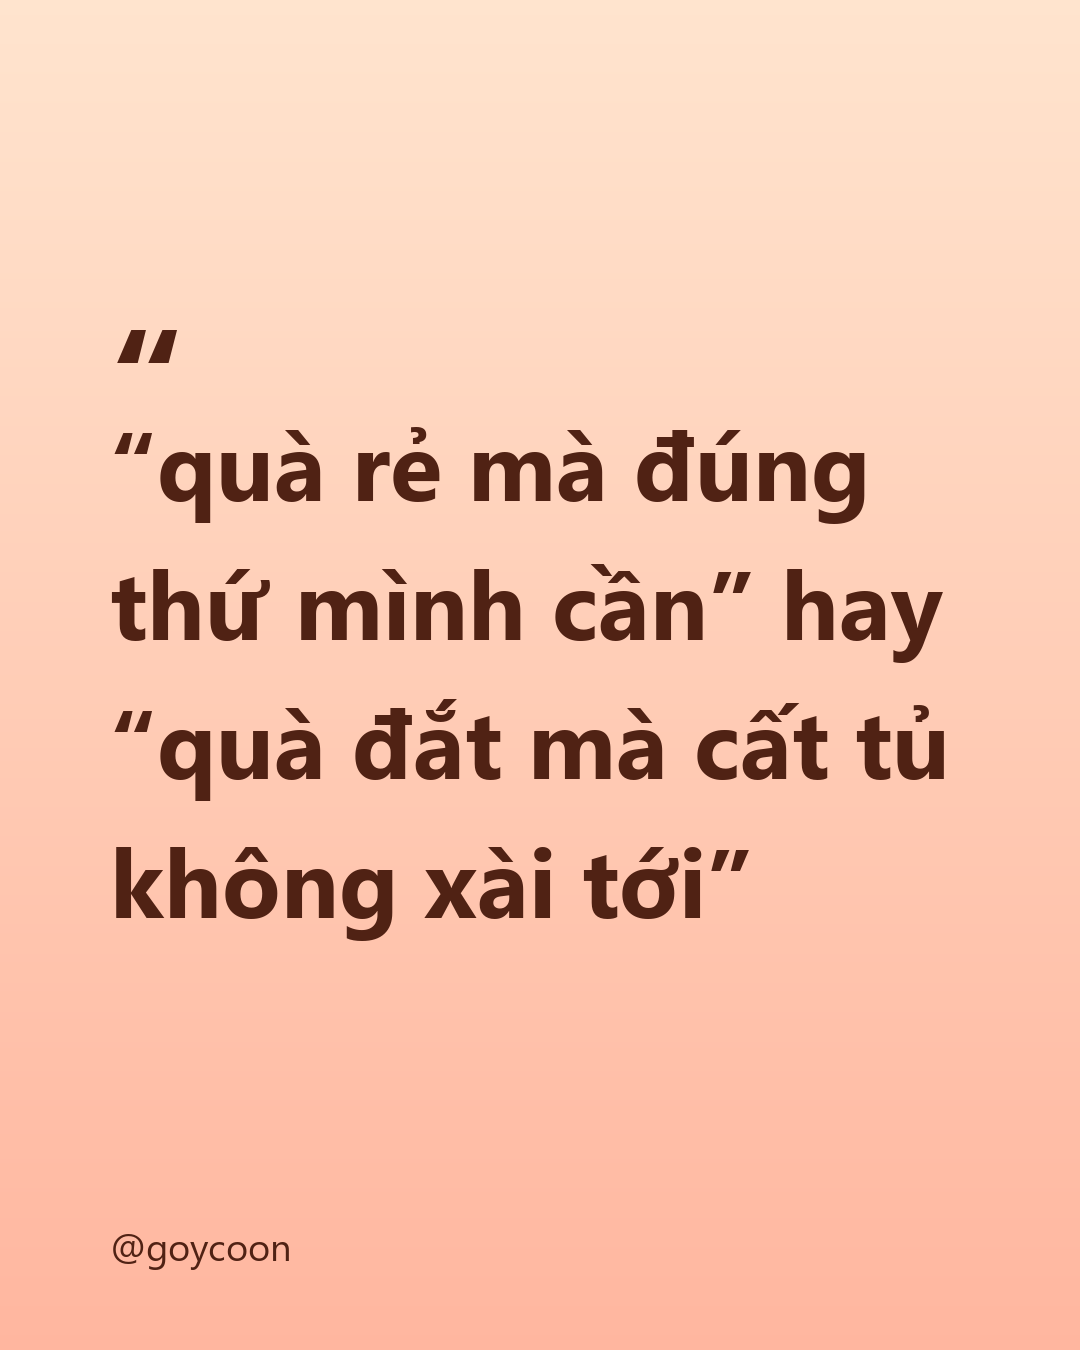 “
“quà rẻ mà đúng
thứ mình cần” hay
“quà đắt mà cất tủ
không xài tới”
@goycoon